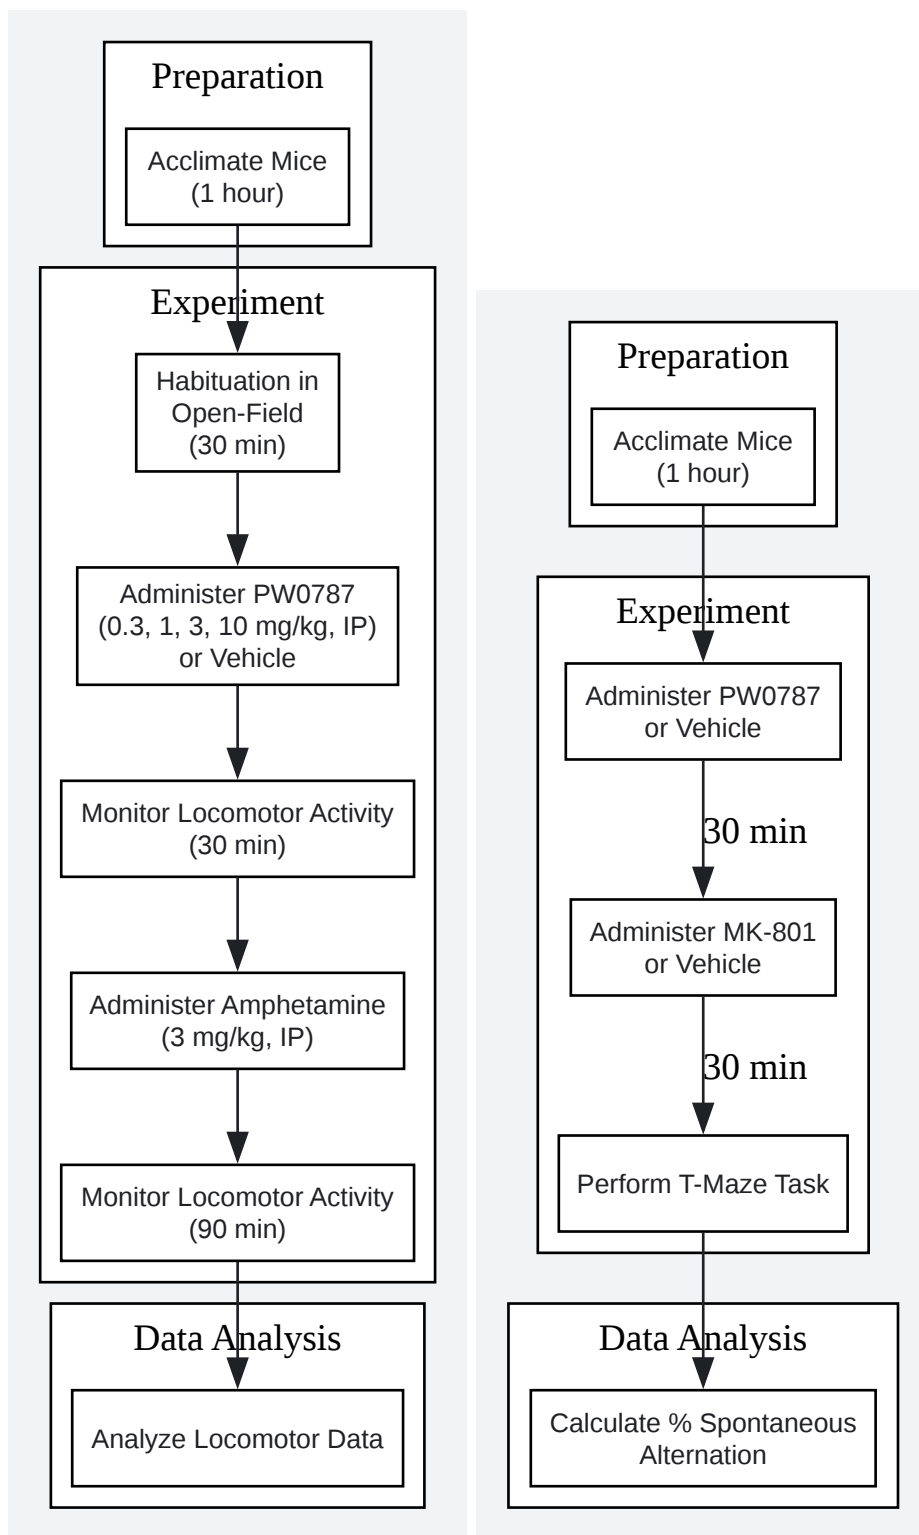 Preparation
Acclimate Mice
(1 hour)
Experiment
Habituation in
Open-Field
(30 min)
Administer PW0787
(0.3, 1, 3, 10 mg/kg, IP)
or Vehicle
Monitor Locomotor Activity
(30 min)
Administer Amphetamine
(3 mg/kg, IP)
Monitor Locomotor Activity
(90 min)
Data Analysis
Analyze Locomotor Data
Preparation
Acclimate Mice
(1 hour)
Experiment
Administer PW0787
or Vehicle
30 min
Administer MK-801
or Vehicle
30 min
Perform T-Maze Task
Data Analysis
Calculate % Spontaneous
Alternation